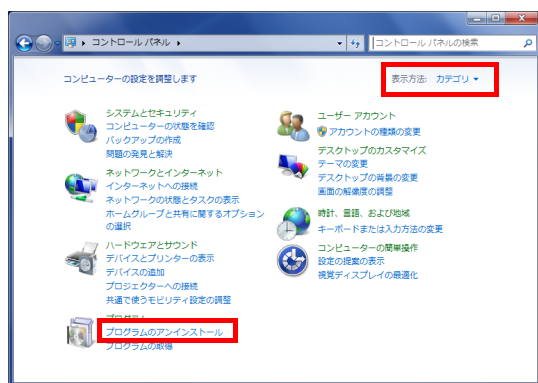 コントロール パネル
コントロール パネルの検索
コンピューターの設定を調整します
表示方法: カテゴリ
システムとセキュリティ
コンピューターの状態を確認
バックアップの作成
問題の発見と解決
ネットワークとインターネット
インターネットへの接続
ネットワークの状態とタスクの表示
ホームグループと共有に関するオプション
の選択
ハードウェアとサウンド
デバイスとプリンターの表示
デバイスの追加
プロジェクターへの接続
共通で使うモビリティ設定の調整
プログラム
プログラムのアンインストール
プログラムの取得
ユーザー アカウント
アカウントの種類の変更
デスクトップのカスタマイズ
テーマの変更
デスクトップの背景の変更
画面の解像度の調整
時計、言語、および地域
キーボードまたは入力方法の変更
コンピューターの簡単操作
設定の提案の表示
視覚ディスプレイの最適化